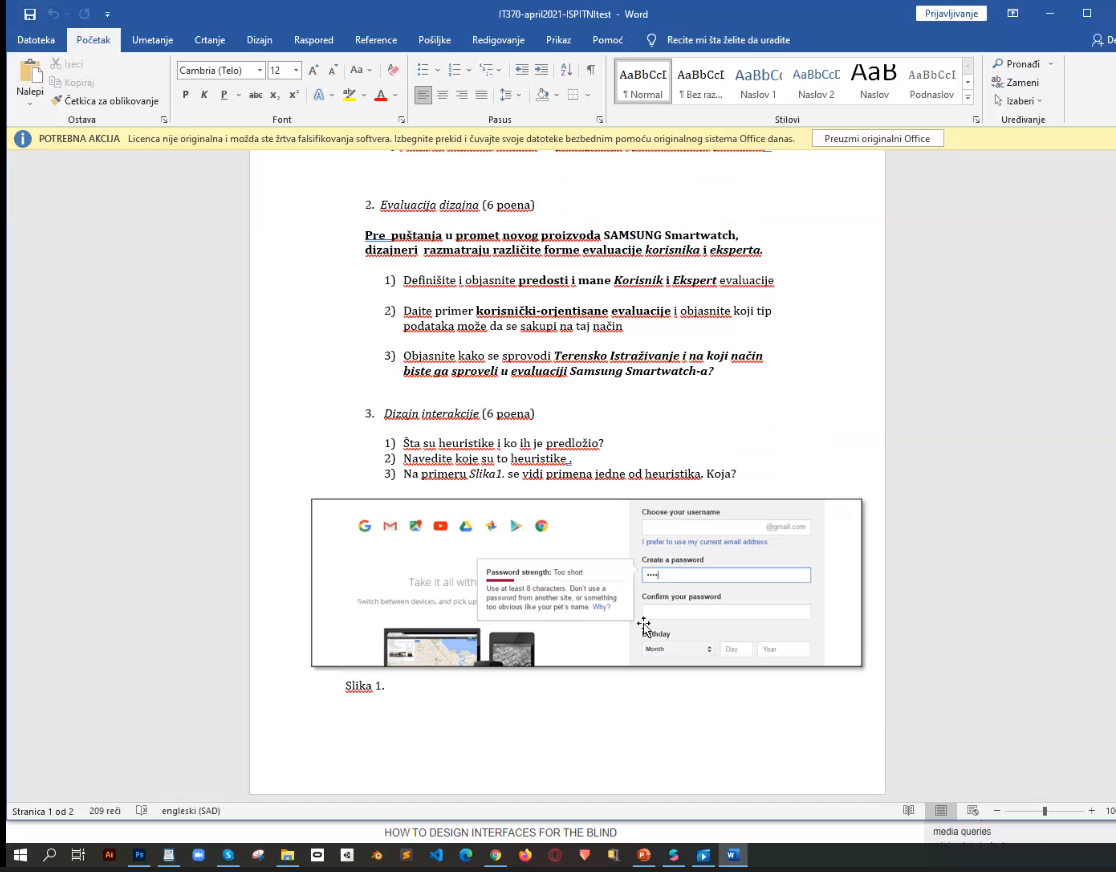 IT370-april2021-ISPITNItest - Word
Prijavljivanje
Datoteka Početak Umetanje Crtanje Dizajn Raspored Reference Pošiljke Redigovanje Prikaz Pomoć Recite mi šta želite da uradite
Nalepi
Iseci
Kopiraj
Četkica za oblikovanje
Ostava
Cambria (Telo) 12
Font
Pasus
AaBbCcI AaBbCcI AaBbCc AaBbCcI AaB AaBbCcI
¶ Normal ¶ Bez raz... Naslov 1 Naslov 2 Naslov Podnaslov
Stilovi
Pronađi
Zameni
Izaberi
Uređivanje
POTREBNA AKCIJA Licenca nije originalna i možda ste žrtva falsifikovanja softvera. Izbegnite prekid i čuvajte svoje datoteke bezbednim pomoću originalnog sistema Office danas. Preuzmi originalni Office
2. Evaluacija dizajna (6 poena)
Pre puštanja u promet novog proizvoda SAMSUNG Smartwatch,
dizajneri razmatraju različite forme evaluacije korisnika i eksperta.
1) Definišite i objasnite predosti i mane Korisnik i Ekspert evaluacije
2) Dajte primer korisnički-orjentisane evaluacije i objasnite koji tip
podataka može da se sakupi na taj način
3) Objasnite kako se sprovodi Terensko Istraživanje i na koji način
biste ga sproveli u evaluaciji Samsung Smartwatch-a?
3. Dizajn interakcije (6 poena)
1) Šta su heuristike i ko ih je predložio?
2) Navedite koje su to heuristike .
3) Na primeru Slika1. se vidi primena jedne od heuristika. Koja?
Choose your username
@gmail.com
I prefer to use my current email address
Create a password
Password strength: Too short
Use at least 8 characters. Don't use a
password from another site, or something
too obvious like your pet's name. Why?
Take it all with
Switch between devices, and pick up
Confirm your password
Birthday
Month Day Year
Slika 1.
Stranica 1 od 2 209 reči engleski (SAD)
HOW TO DESIGN INTERFACES FOR THE BLIND
media queries